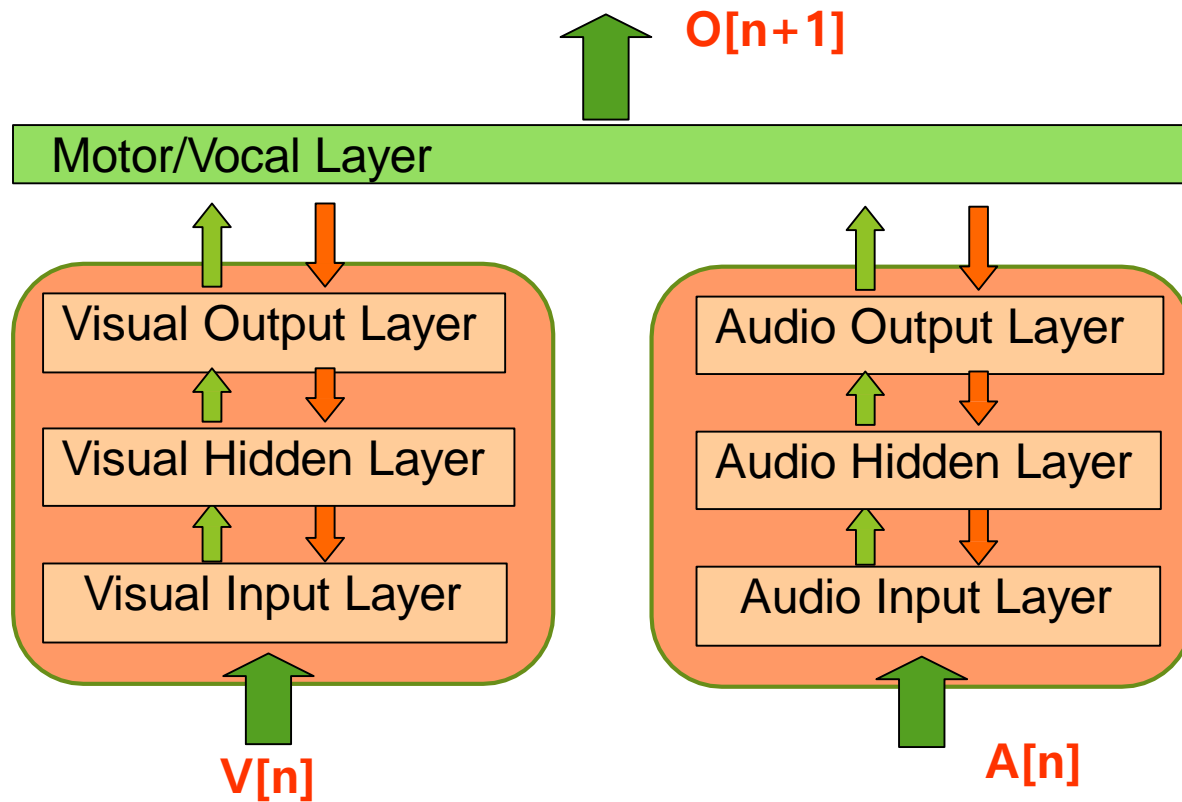 O[n+1]
Motor/Vocal Layer
Visual Output Layer
Audio Output Layer
Visual Hidden Layer
Audio Hidden Layer
Visual Input Layer
Audio Input Layer
V[n]
A[n]